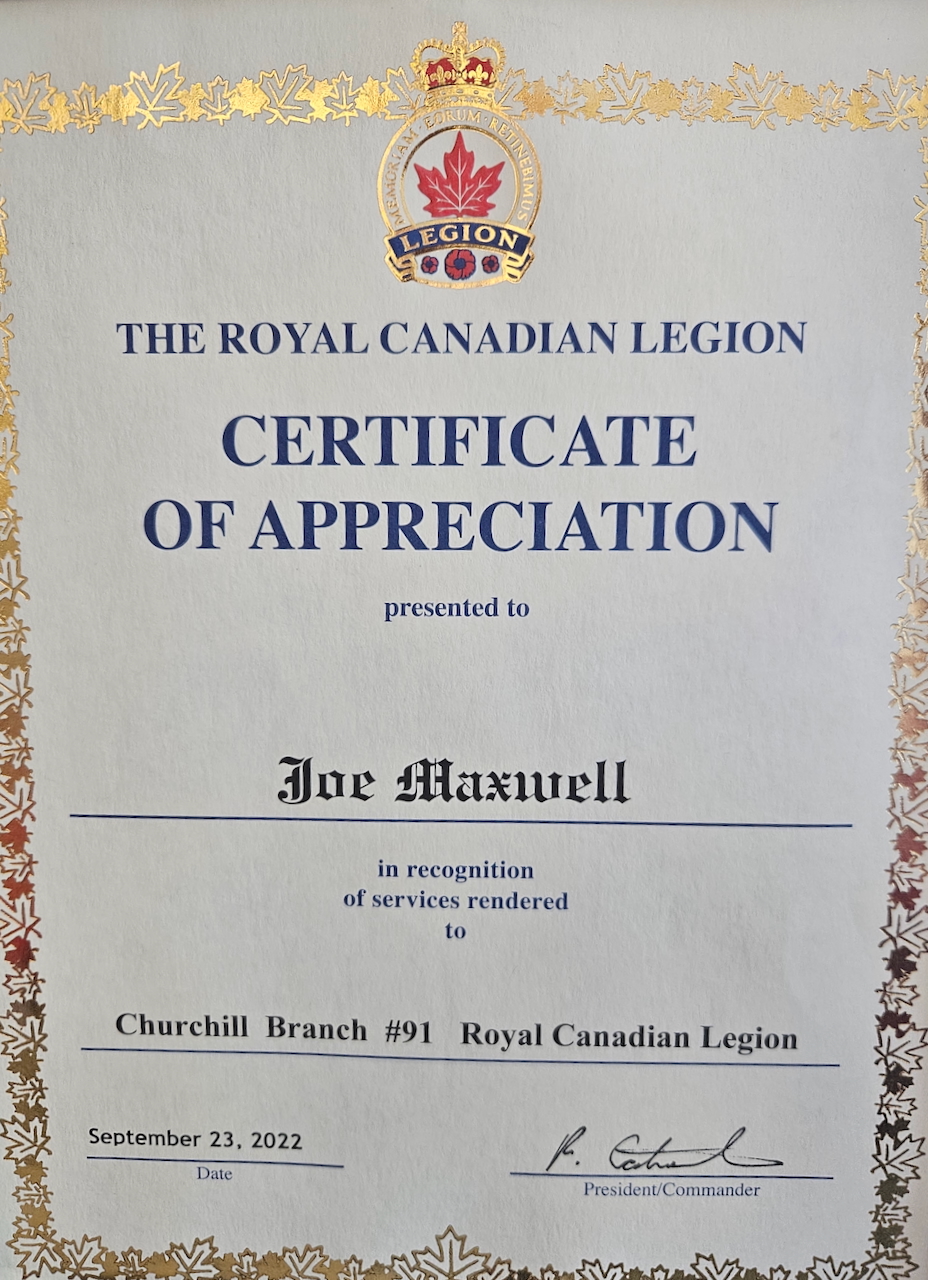 MEMORIAM EORUM RETINEBIMUS
LEGION
THE ROYAL CANADIAN LEGION
CERTIFICATE
OF APPRECIATION
presented to
Joe Maxwell
in recognition
of services rendered
to
Churchill Branch #91 Royal Canadian Legion
September 23, 2022
Date
President/Commander